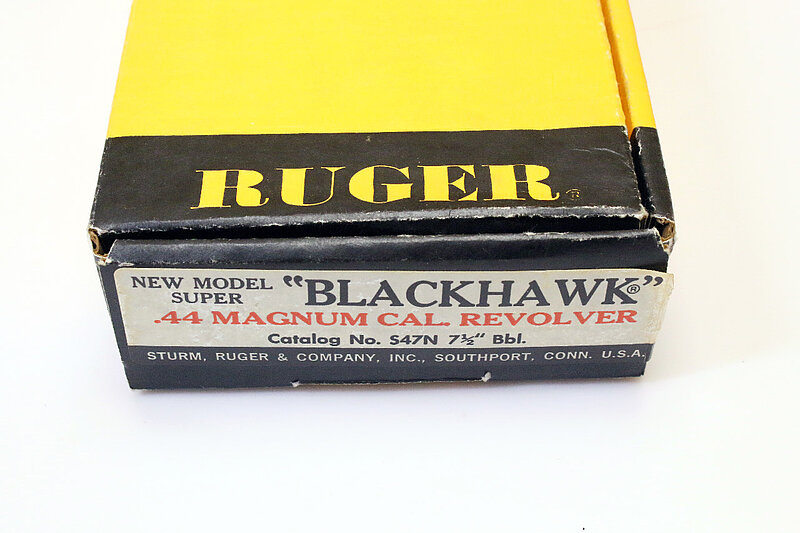 RUGER®
NEW MODEL SUPER "BLACKHAWK®"
.44 MAGNUM CAL. REVOLVER
Catalog No. S47N 7½" Bbl.
STURM, RUGER & COMPANY, INC., SOUTHPORT, CONN. U.S.A.